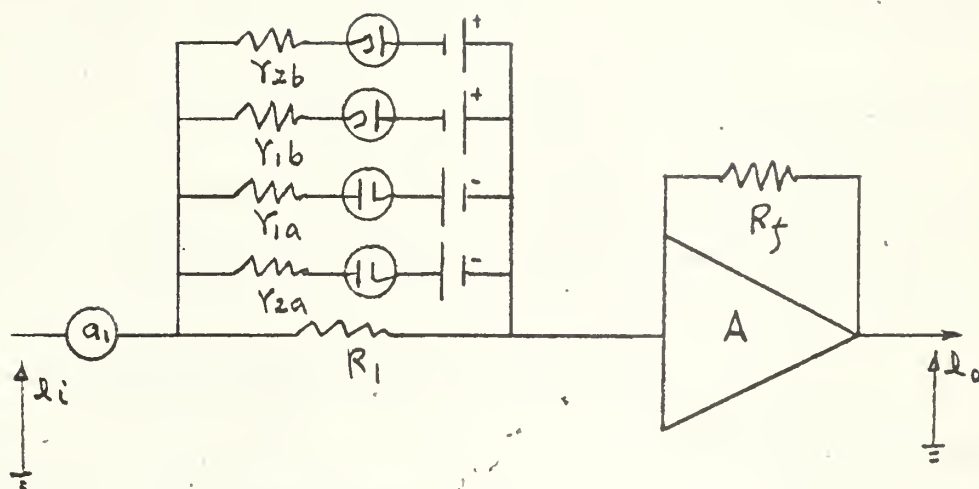 +
r2b
+
r1b
-
r1a
-
r2a
a1
R1
Rf
A
ei
eo